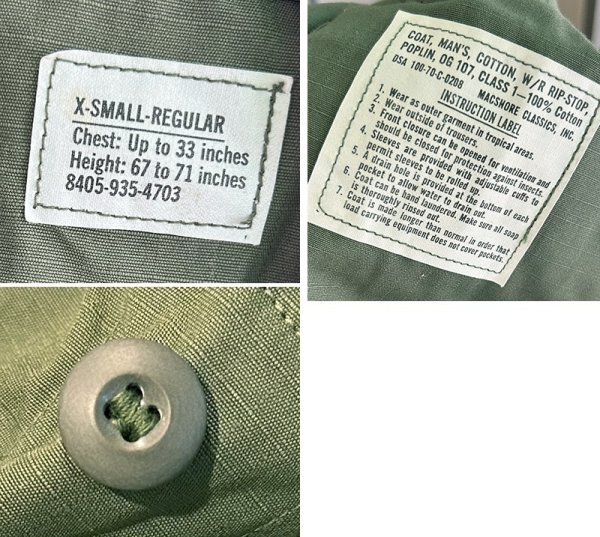 X-SMALL-REGULAR
Chest: Up to 33 inches
Height: 67 to 71 inches
8405-935-4703
COAT, MAN'S, COTTON, W/R RIP-STOP
POPLIN, OG 107, CLASS 1—100% Cotton
DSA 100-70-C-0208 MACSMORE CLASSICS, INC.
INSTRUCTION LABEL
1. Wear as outer garment in tropical areas.
2. Wear outside of trousers.
3. Front closure can be opened for ventilation and
should be closed for protection against insects.
4. Sleeves are provided with adjustable cuffs to
permit sleeves to be rolled up.
5. A drain hole is provided at the bottom of each
pocket to allow water to drain out.
6. Coat can be hand laundered. Make sure all soap
is thoroughly rinsed out.
7. Coat is made longer than normal in order that
load carrying equipment does not cover pockets.